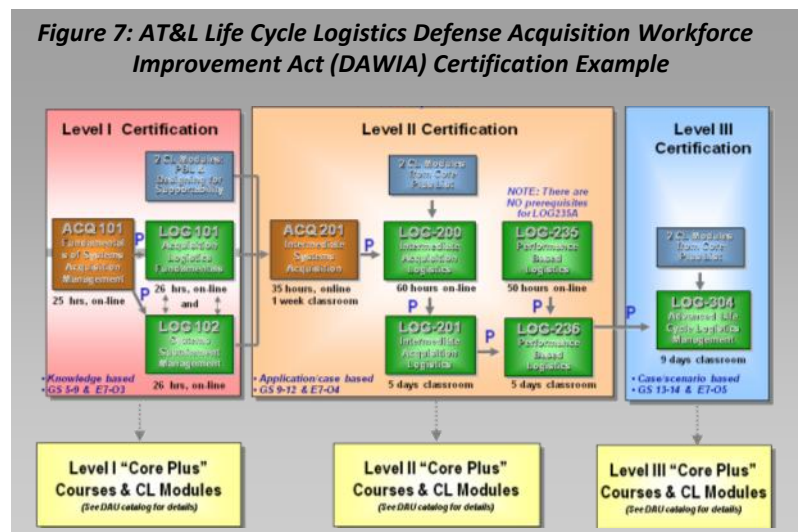 Figure 7: AT&L Life Cycle Logistics Defense Acquisition Workforce
Improvement Act (DAWIA) Certification Example
Level I Certification
2 CL Modules
PBL &
Designing for
Supportability
ACQ 101
Fundamental
s of Systems
Acquisition
Management
25 hrs, on-line
P
LOG 101
Acquisition
Logistics
Fundamentals
26 hrs, on-line
and
P
LOG 102
Systems
Sustainment
Management
26 hrs, on-line
• Knowledge based
• GS 5-9 & E7-O3
Level II Certification
ACQ 201
Intermediate
Systems
Acquisition
35 hours, online
1 week classroom
P
2 CL Modules
from Core
Plus List
LOG-200
Intermediate
Acquisition
Logistics
60 hours on-line
P
LOG-201
Intermediate
Acquisition
Logistics
5 days classroom
P
NOTE: There are
NO prerequisites
for LOG235A
LOG-235
Performance
Based
Logistics
50 hours on-line
P
LOG-236
Performance
Based
Logistics
5 days classroom
• Application/case based
• GS 9-12 & E7-O4
P
Level III
Certification
2 CL Modules
from Core
Plus List
LOG-304
Advanced Life
Cycle Logistics
Management
9 days classroom
• Case/scenario based
• GS 13-14 & E7-O5
Level I "Core Plus"
Courses & CL Modules
(See DAU catalog for details)
Level II "Core Plus"
Courses & CL Modules
(See DAU catalog for details)
Level III "Core Plus"
Courses & CL Modules
(See DAU catalog for details)